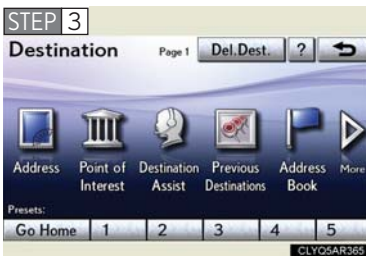 STEP 3
Destination Page 1 Del.Dest. ? 
Address Point of Interest Destination Assist Previous Destinations Address Book More
Presets:
Go Home 1 2 3 4 5
CLYQ5AR365